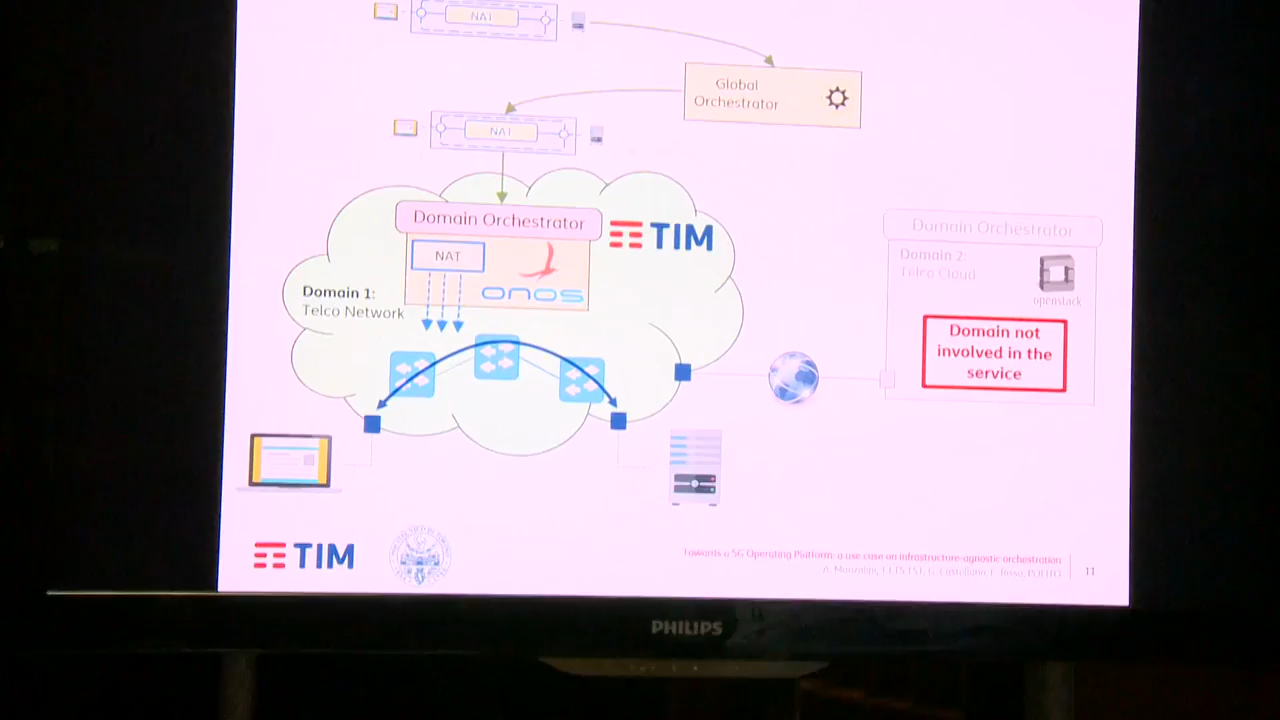 NAT
Global
Orchestrator
NAT
Domain Orchestrator
TIM
NAT
ONOS
Domain 1:
Telco Network
Domain Orchestrator
Domain 2:
Telco Cloud
openstack
Domain not
involved in the
service
TIM
Towards a 5G Operating Platform: a use case on infrastructure-agnostic orchestration
11
PHILIPS